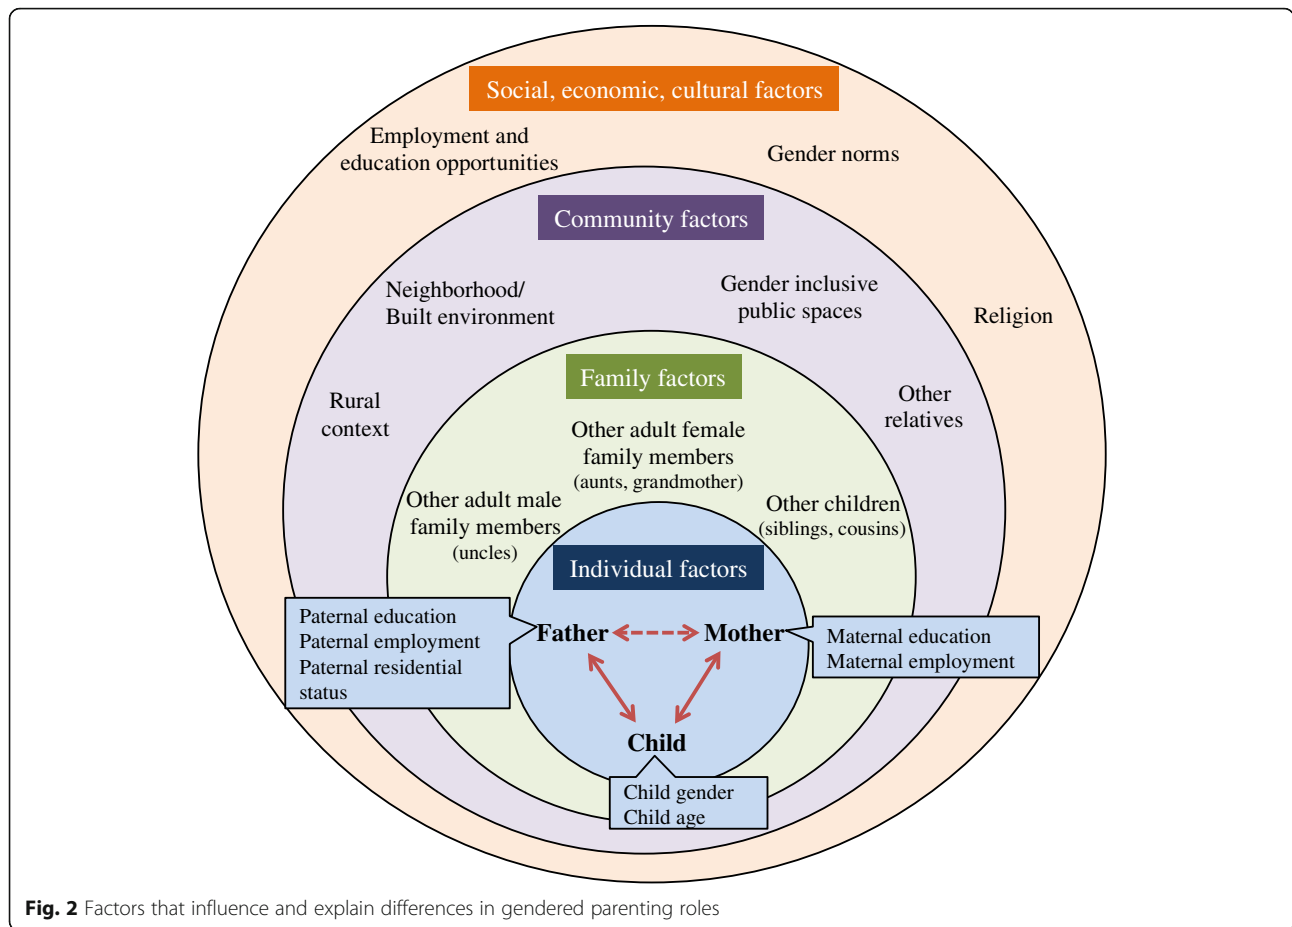 Social, economic, cultural factors
Employment and
education opportunities
Gender norms
Community factors
Neighborhood/
Built environment
Gender inclusive
public spaces
Religion
Family factors
Rural
context
Other
relatives
Other adult female
family members
(aunts, grandmother)
Other adult male
family members
(uncles)
Other children
(siblings, cousins)
Individual factors
Paternal education
Paternal employment
Paternal residential
status
Father
Mother
Maternal education
Maternal employment
Child
Child gender
Child age
Fig. 2 Factors that influence and explain differences in gendered parenting roles